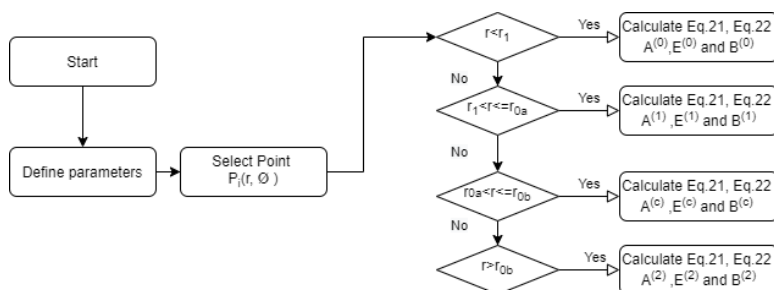 Start
Define parameters
Select Point
Pᵢ(r, Ø )
r<r₁
Yes
Calculate Eq.21, Eq.22
A⁽⁰⁾,E⁽⁰⁾ and B⁽⁰⁾
No
r₁<r<=r₀ₐ
Yes
Calculate Eq.21, Eq.22
A⁽¹⁾,E⁽¹⁾ and B⁽¹⁾
No
r0a<r<=r0b
Yes
Calculate Eq.21, Eq.22
A⁽ᶜ⁾,E⁽ᶜ⁾ and B⁽ᶜ⁾
No
r>r0b
Yes
Calculate Eq.21, Eq.22
A⁽²⁾,E⁽²⁾ and B⁽²⁾